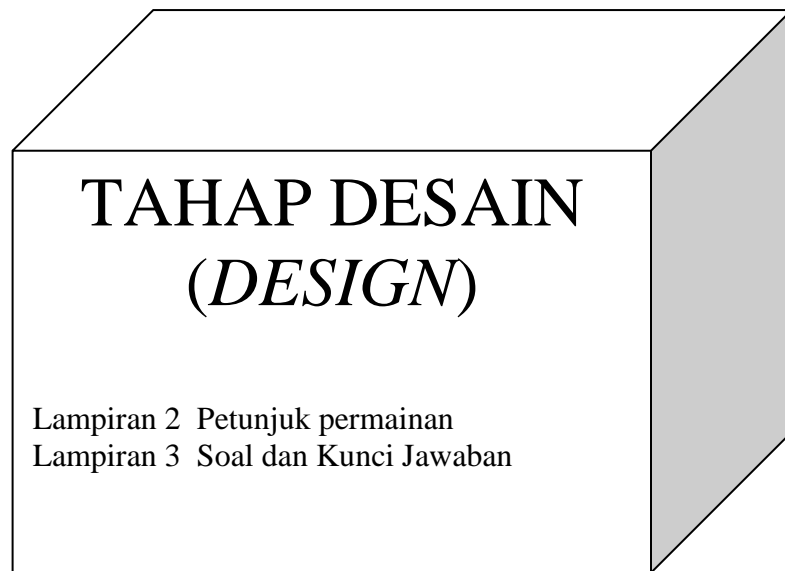 TAHAP DESAIN
(DESIGN)
Lampiran 2 Petunjuk permainan
Lampiran 3 Soal dan Kunci Jawaban